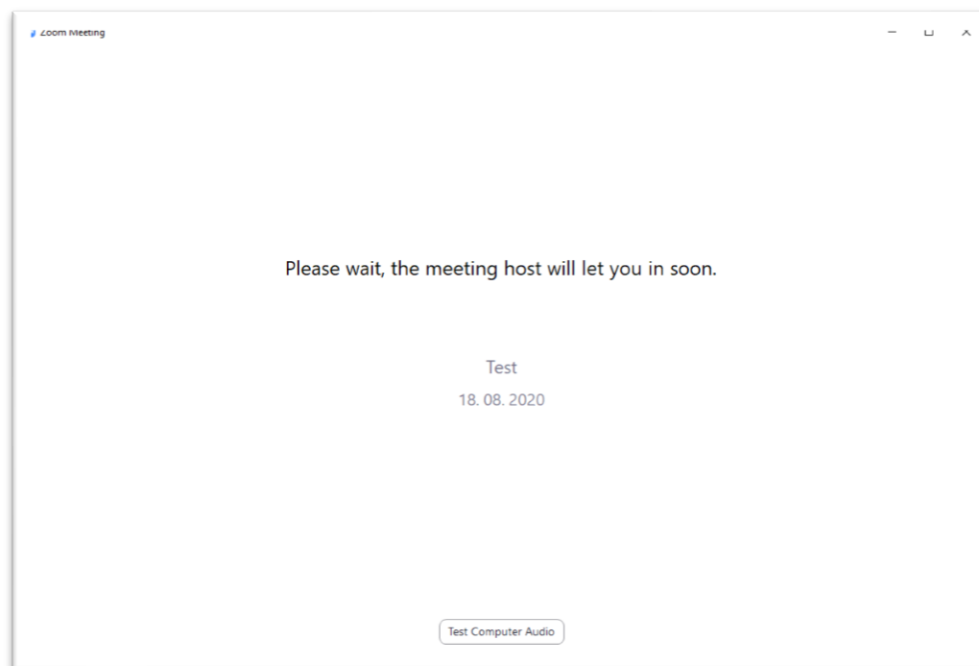 Zoom Meeting
Please wait, the meeting host will let you in soon.
Test
18. 08. 2020
Test Computer Audio